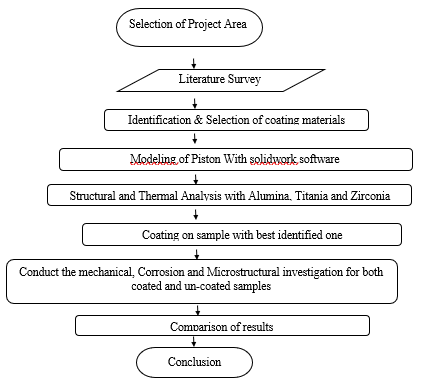 Selection of Project Area
Literature Survey
Identification & Selection of coating materials
Modeling of Piston With solidwork software
Structural and Thermal Analysis with Alumina, Titania and Zirconia
Coating on sample with best identified one
Conduct the mechanical, Corrosion and Microstructural investigation for both
coated and un-coated samples
Comparison of results
Conclusion